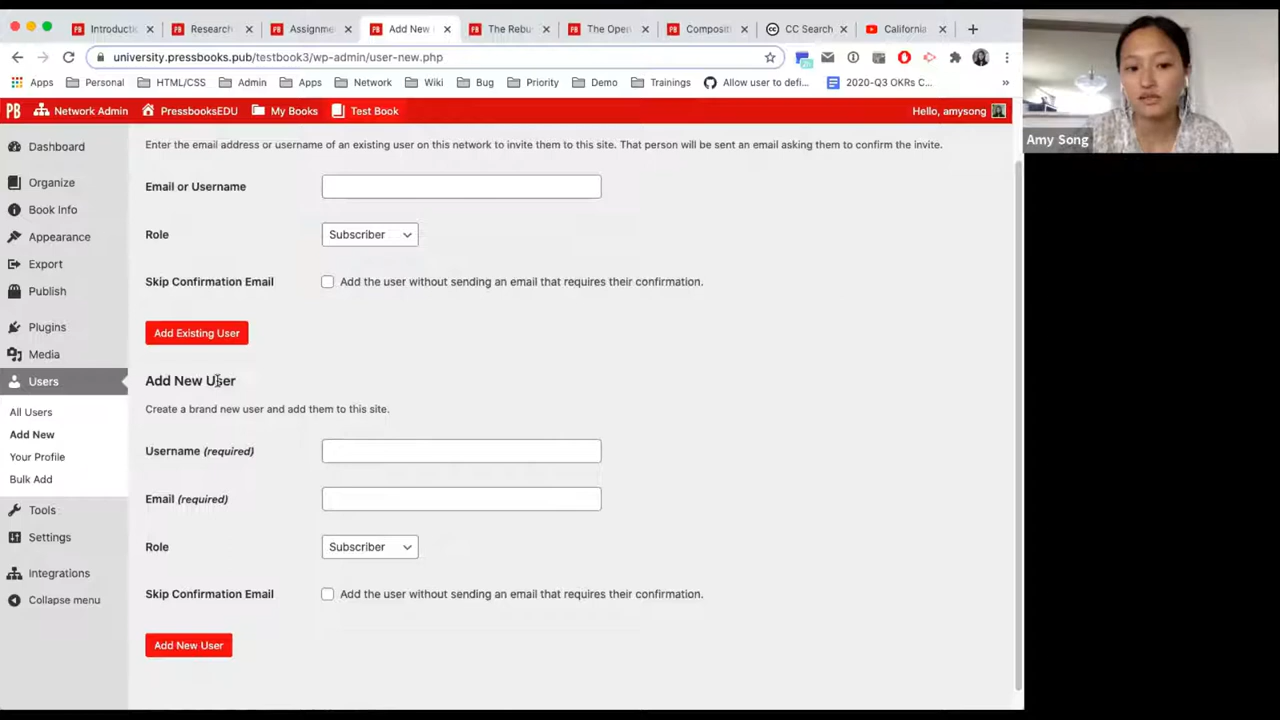 Introductic
Research
Assignme
Add New
The Rebu
The Open
Composit
CC Search
California
university.pressbooks.pub/testbook3/wp-admin/user-new.php
Apps
Personal
HTML/CSS
Admin
Network
Bug
Priority
Demo
Trainings
Allow user to defi...
2020-Q3 OKRs C...
»
PB
Network Admin
PressbooksEDU
My Books
Test Book
Hello, amysong
Amy Song
Dashboard
Organize
Book Info
Appearance
Export
Publish
Plugins
Media
Users
All Users
Add New
Your Profile
Bulk Add
Tools
Settings
Integrations
Collapse menu
Enter the email address or username of an existing user on this network to invite them to this site. That person will be sent an email asking them to confirm the invite.
Email or Username
Role
Subscriber
Skip Confirmation Email
Add the user without sending an email that requires their confirmation.
Add Existing User
Add New User
Create a brand new user and add them to this site.
Username (required)
Email (required)
Role
Subscriber
Skip Confirmation Email
Add the user without sending an email that requires their confirmation.
Add New User